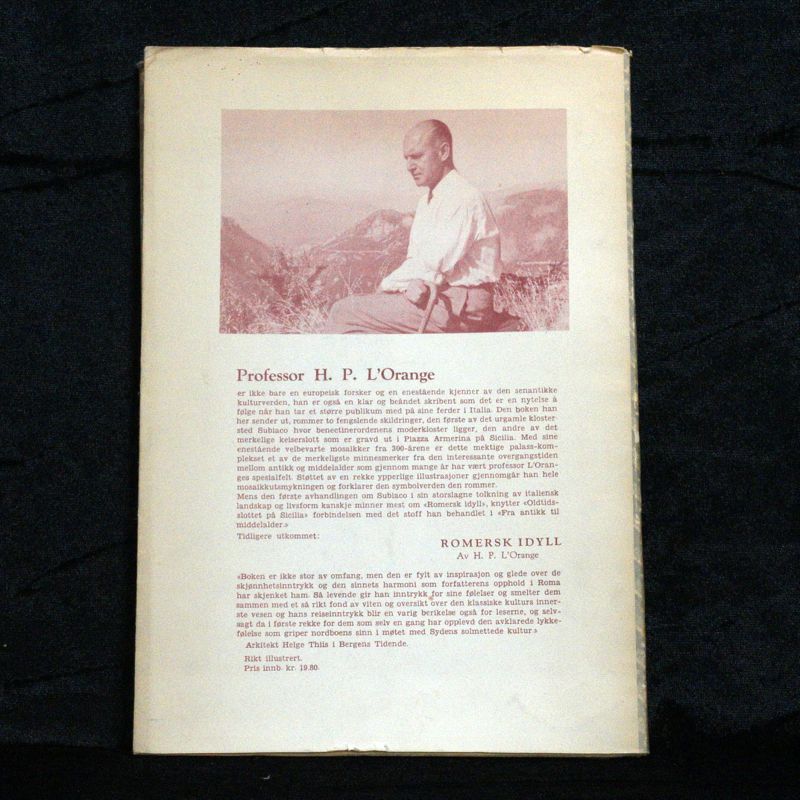 Professor H. P. L'Orange
er ikke bare en europeisk forsker og en enestående kjenner av den senantikke
kulturverden, han er også en klar og beåndet skribent som det er en nytelse å
følge når han tar et større publikum med på sine ferder i Italia. Den boken han
her sender ut, rommer to fengslende skildringer, den første av det urgamle kloster-
sted Subiaco hvor benectinerordenens moderkloster ligger, den andre av det
merkelige keiserslott som er gravd ut i Piazza Armerina på Sicilia. Med sine
enestående velbevarte mosaikker fra 300-årene er dette mektige palass-kom-
plekset et av de merkeligste minnesmerker fra den interessante overgangstiden
mellom antikk og middelalder som gjennom mange år har vært professor L'Oran-
ges spesialfelt. Støttet av en rekke ypperlige illustrasjoner gjennomgår han hele
mosaikkutsmykningen og forklarer den symbolverden den rommer.
Mens den første avhandlingen om Subiaco i sin storslagne tolkning av italiensk
landskap og livsform kanskje minner mest om «Romersk idyll», knytter «Oldtids-
slottet på Sicilia» forbindelsen med det stoff han behandlet i «Fra antikk til
middelalder.»
Tidligere utkommet:
ROMERSK IDYLL
Av H. P. L'Orange
«Boken er ikke stor av omfang, men den er fylt av inspirasjon og glede over de
skjønnhetsinntrykk og den sinnets harmoni som forfatterens opphold i Roma
har skjenket ham. Så levende gir han inntrykk for sine følelser og smelter dem
sammen med et så rikt fond av viten og oversikt over den klassiske kulturs inner-
ste vesen og hans reiseinntrykk blir en varig berikelse også for leserne, og selv-
sagt da i første rekke for dem som selv en gang har opplevd den avklarede lykke-
følelse som griper nordboens sinn i møtet med Sydens solmettede kultur.»
Arkitekt Helge Thiis i Bergens Tidende.
Rikt illustrert.
Pris innb. kr. 19.80.